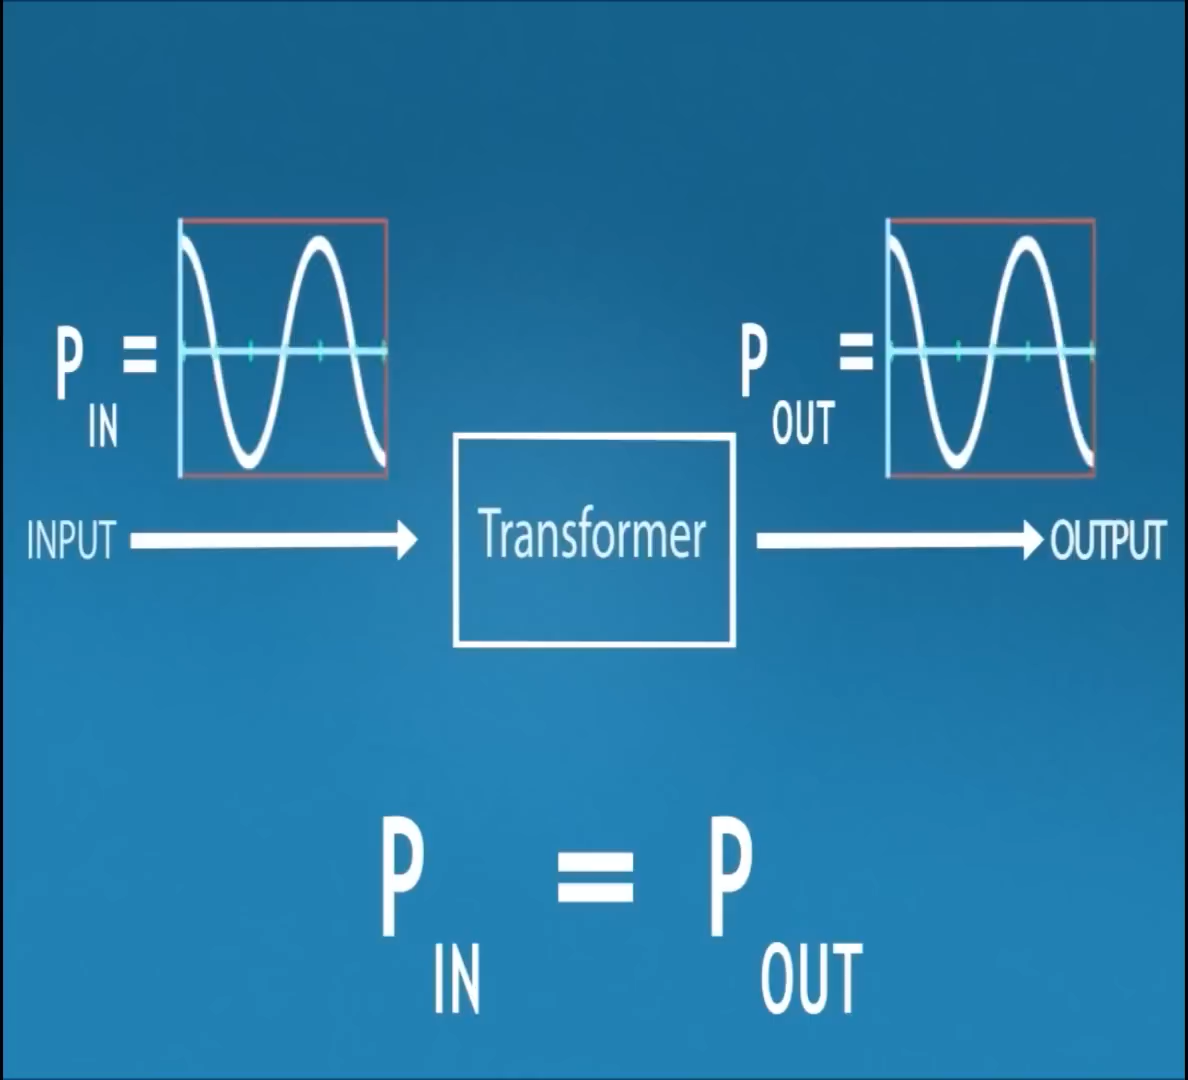 P IN =
P OUT =
INPUT
Transformer
OUTPUT
P IN = P OUT